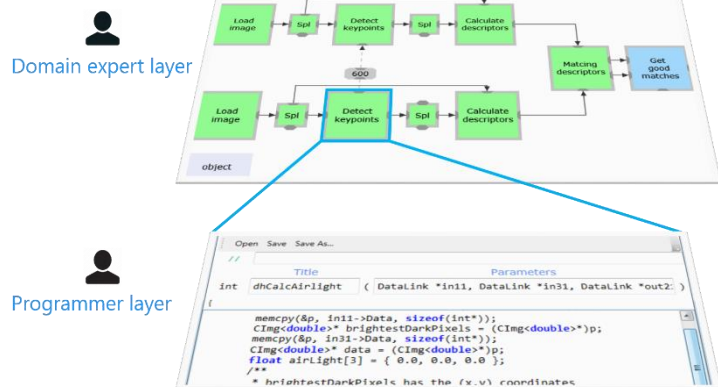 Load
image
Spl
Detect
keypoints
Spl
Calculate
descriptors
Domain expert layer
Matcing
descriptors
Get
good
matches
600
Load
image
Spl
Detect
keypoints
Spl
Calculate
descriptors
object
Programmer layer
Open Save Save As...
//
Title Parameters
int dhCalcAirlight ( DataLink *in11, DataLink *in31, DataLink *out2: )
{
memcpy(&p, in11->Data, sizeof(int*));
CImg<double>* brightestDarkPixels = (CImg<double>*)p;
memcpy(&p, in31->Data, sizeof(int*));
CImg<double>* data = (CImg<double>*)p;
float airLight[3] = { 0.0, 0.0, 0.0 };
/**
* brightestDarkPixels has the (x,y) coordinates